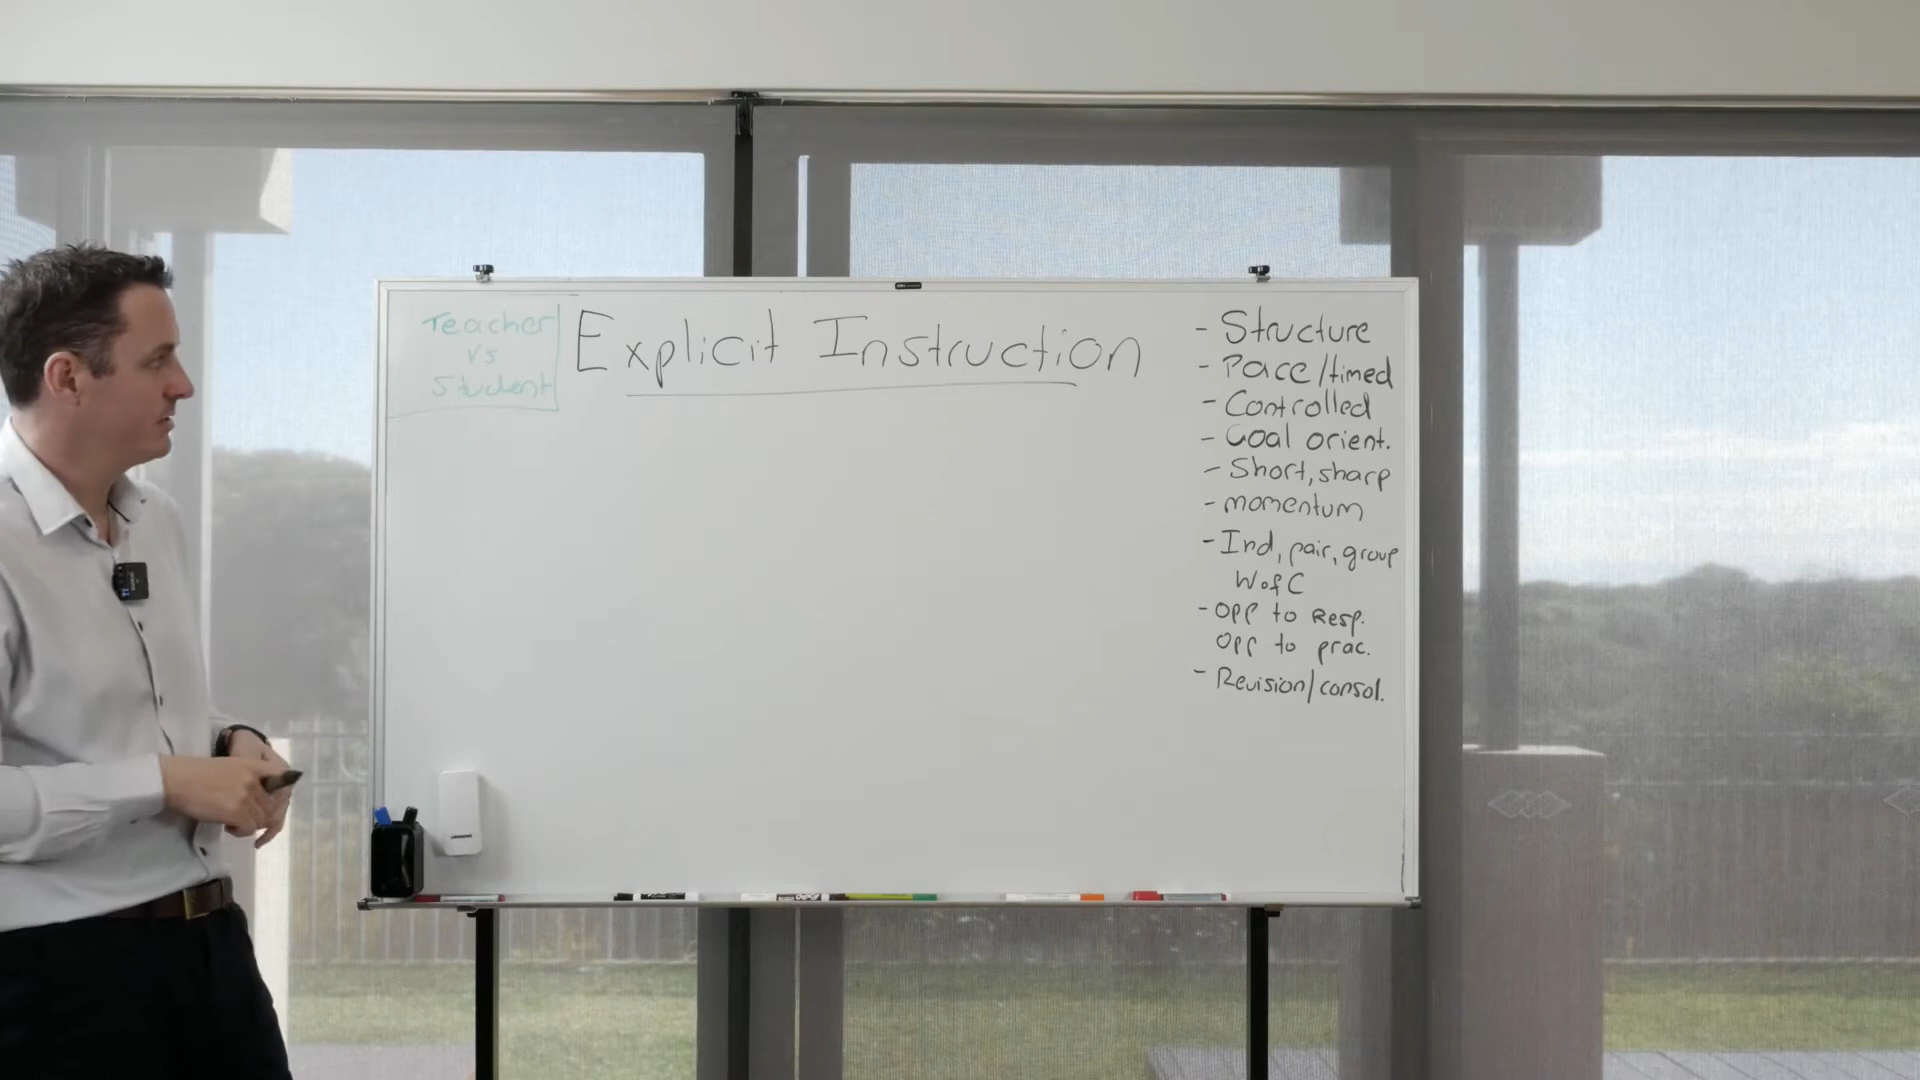 Teacher
vs
Student
Explicit Instruction
- Structure
- Pace/timed
- Controlled
- Goal orient.
- Short, sharp
- momentum
- Ind, pair, group
WofC
- Opp to Resp.
Opp to prac.
- Revision/consol.